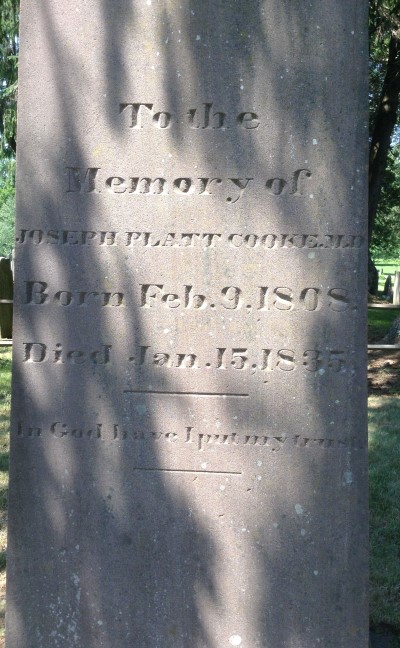 To the
Memory of
JOSEPH PLATT COOKE.M.D
Born Feb.9.1808.
Died Jan.15.1835.
In God have I put my trust